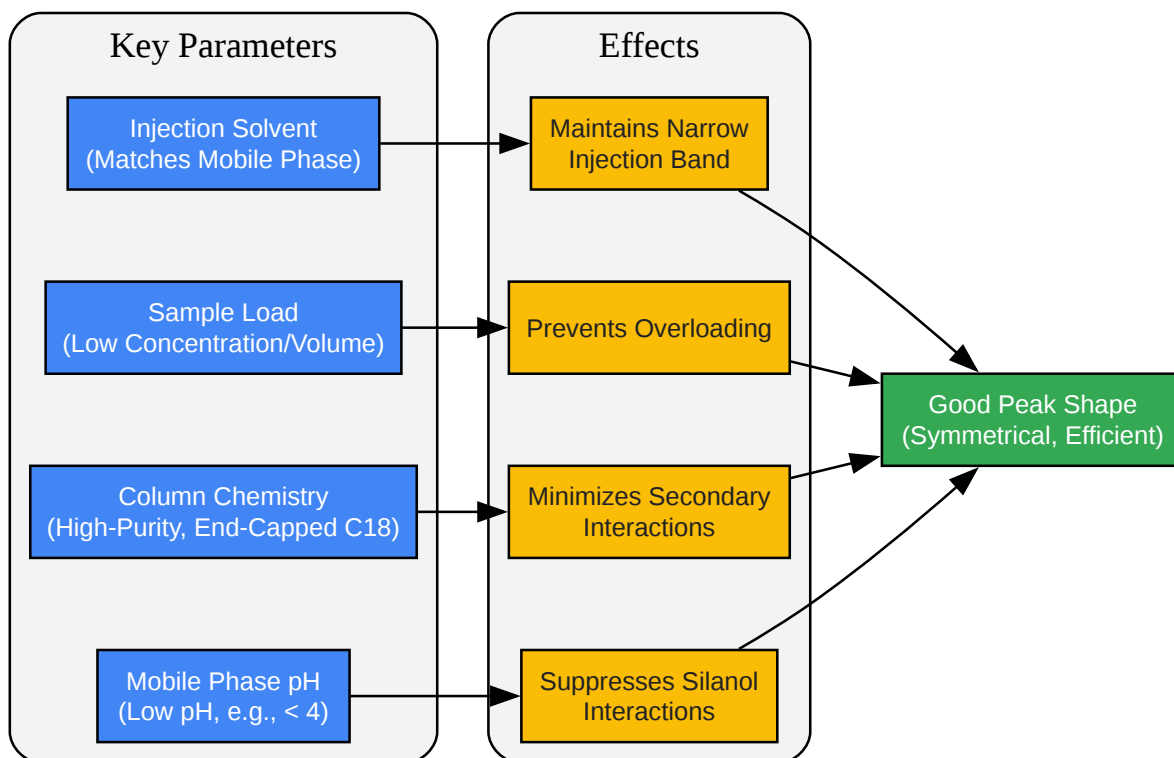 Key Parameters
Effects
Injection Solvent
(Matches Mobile Phase)
Maintains Narrow
Injection Band
Sample Load
(Low Concentration/Volume)
Prevents Overloading
Good Peak Shape
(Symmetrical, Efficient)
Column Chemistry
(High-Purity, End-Capped C18)
Minimizes Secondary
Interactions
Mobile Phase pH
(Low pH, e.g., < 4)
Suppresses Silanol
Interactions